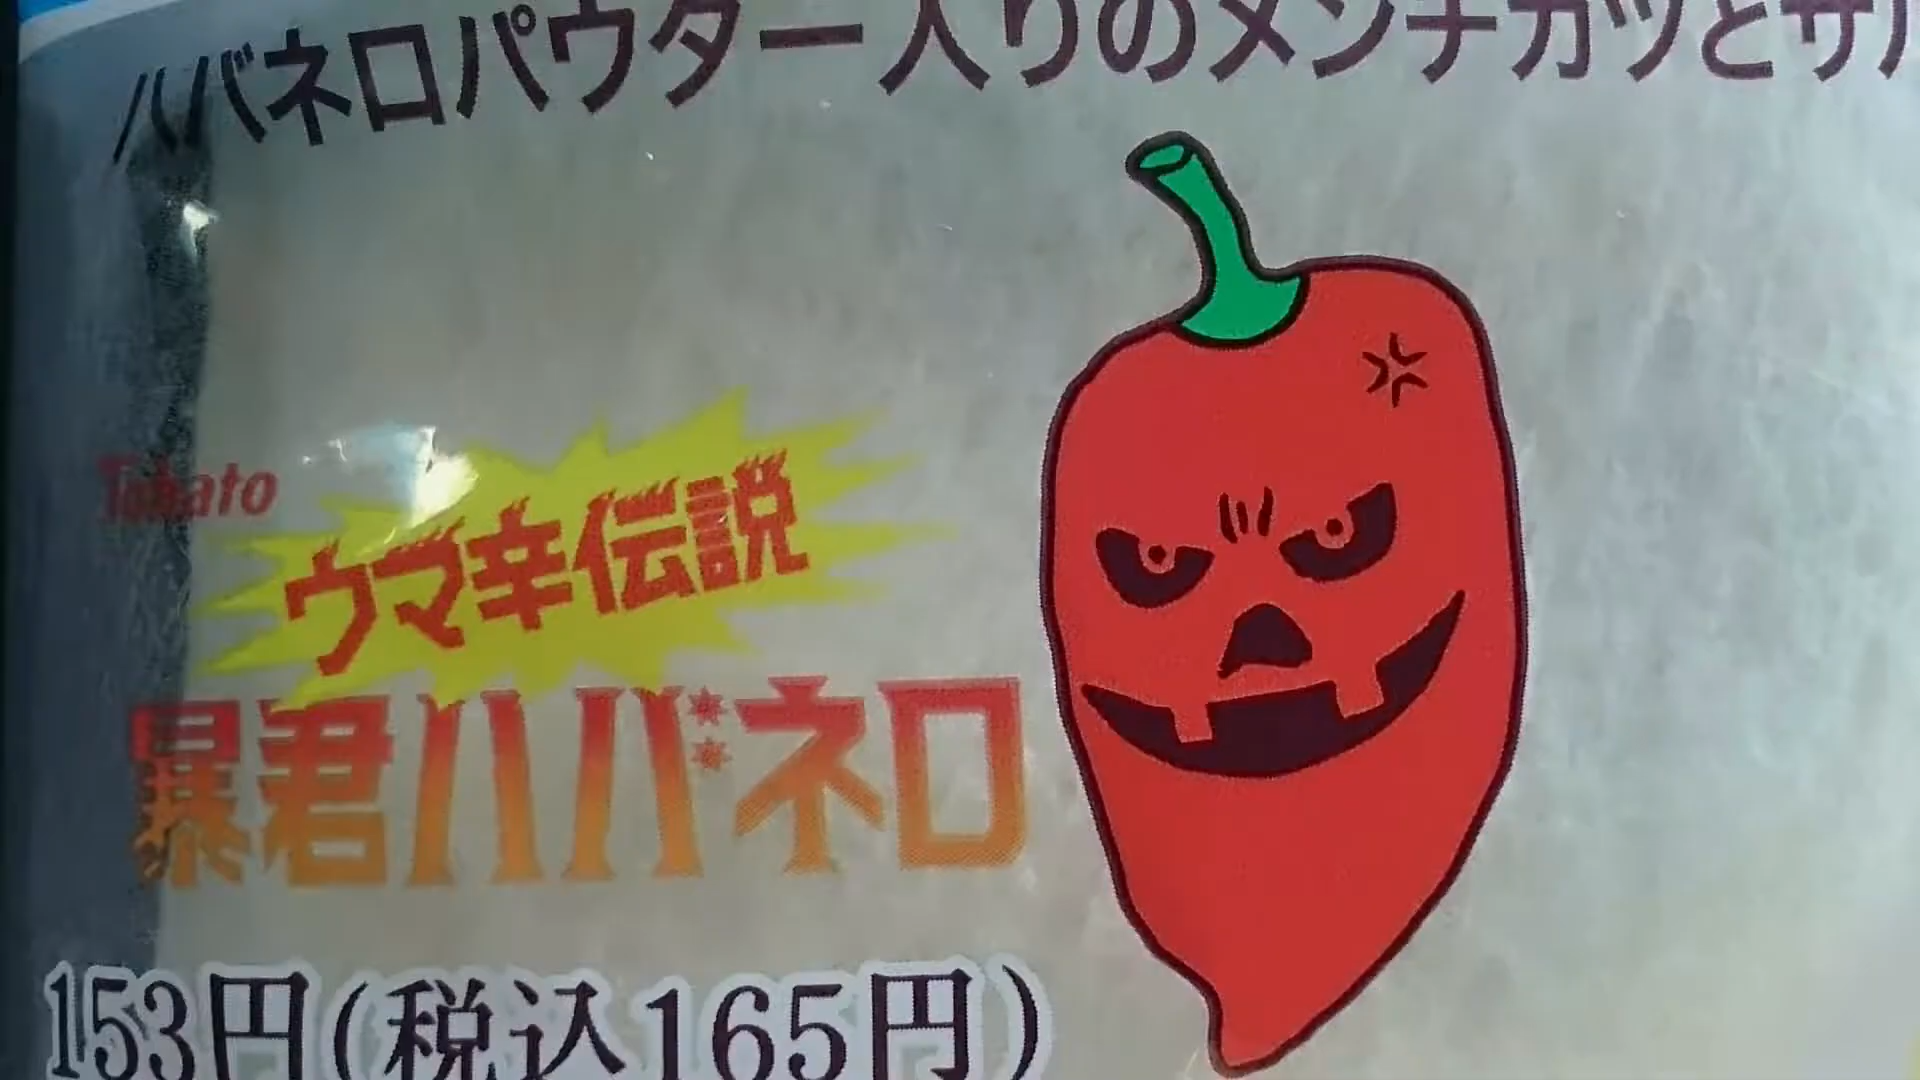 ハバネロパウダー入りのメンチカツとサル
Tohato
ウマ辛伝説
暴君ハバネロ
153円(税込165円)